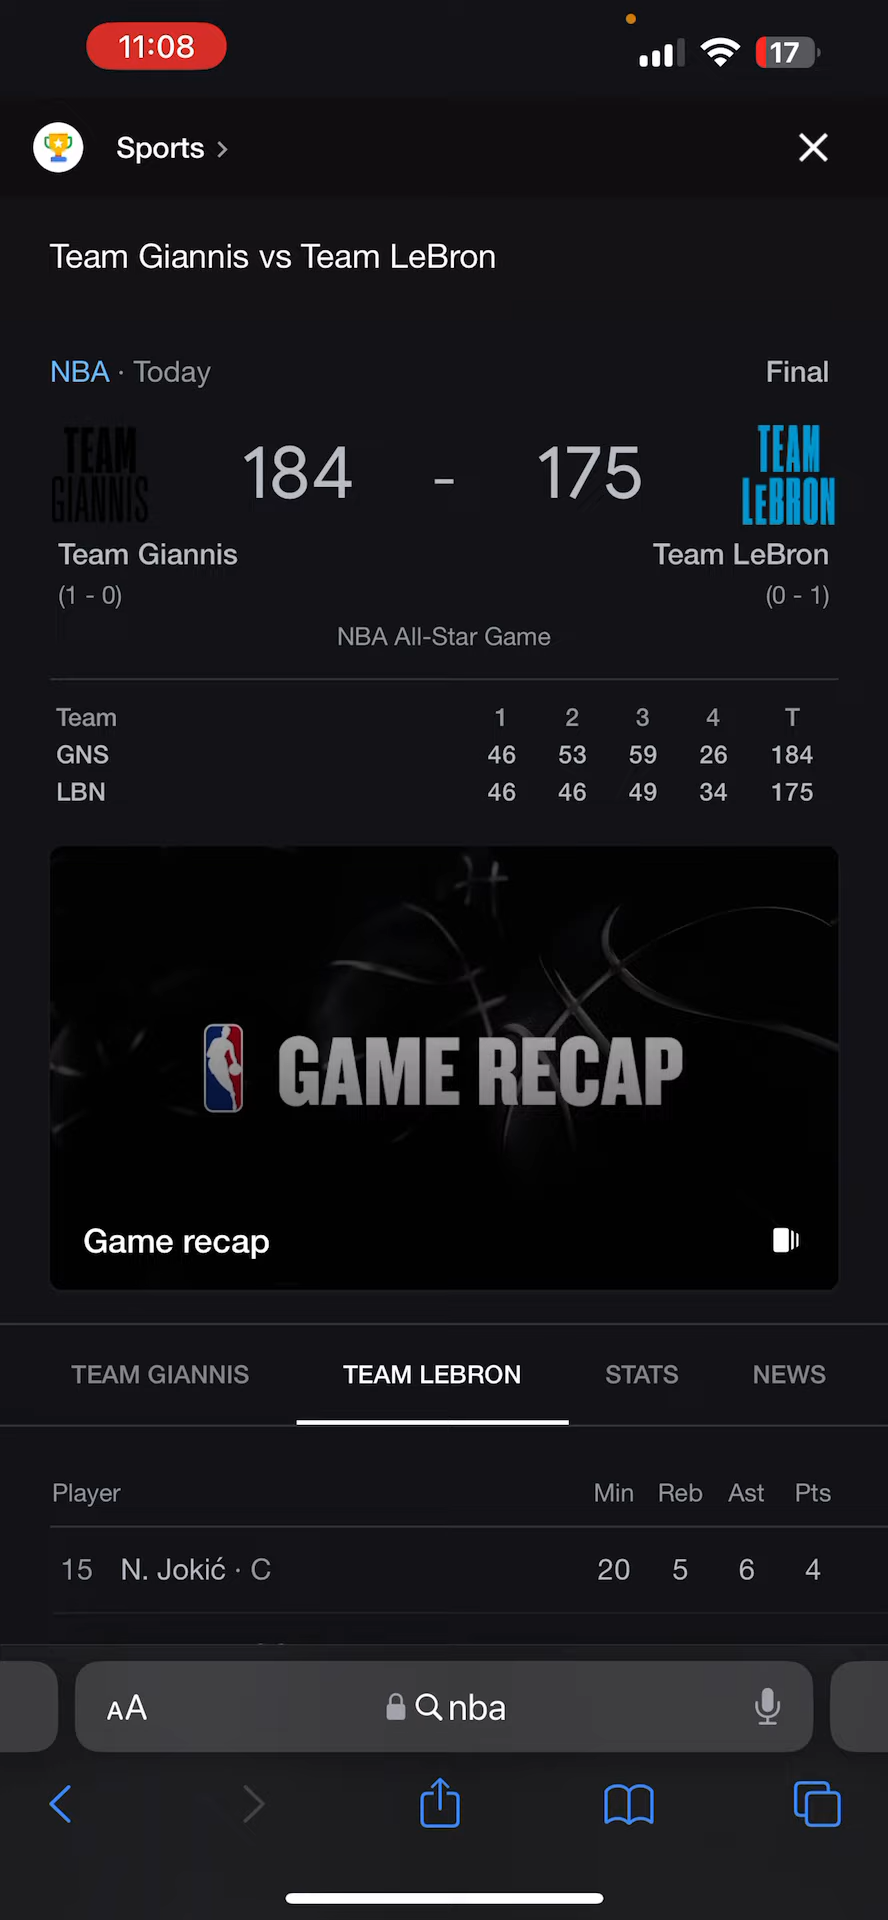 11:08
17
Sports >
Team Giannis vs Team LeBron
NBA · Today Final
TEAM GIANNIS 184 - 175 TEAM LEBRON
Team Giannis Team LeBron
(1 - 0) (0 - 1)
NBA All-Star Game
Team 1 2 3 4 T
GNS 46 53 59 26 184
LBN 46 46 49 34 175
GAME RECAP
Game recap
TEAM GIANNIS TEAM LEBRON STATS NEWS
Player Min Reb Ast Pts
15 N. Jokić · C 20 5 6 4
AA nba